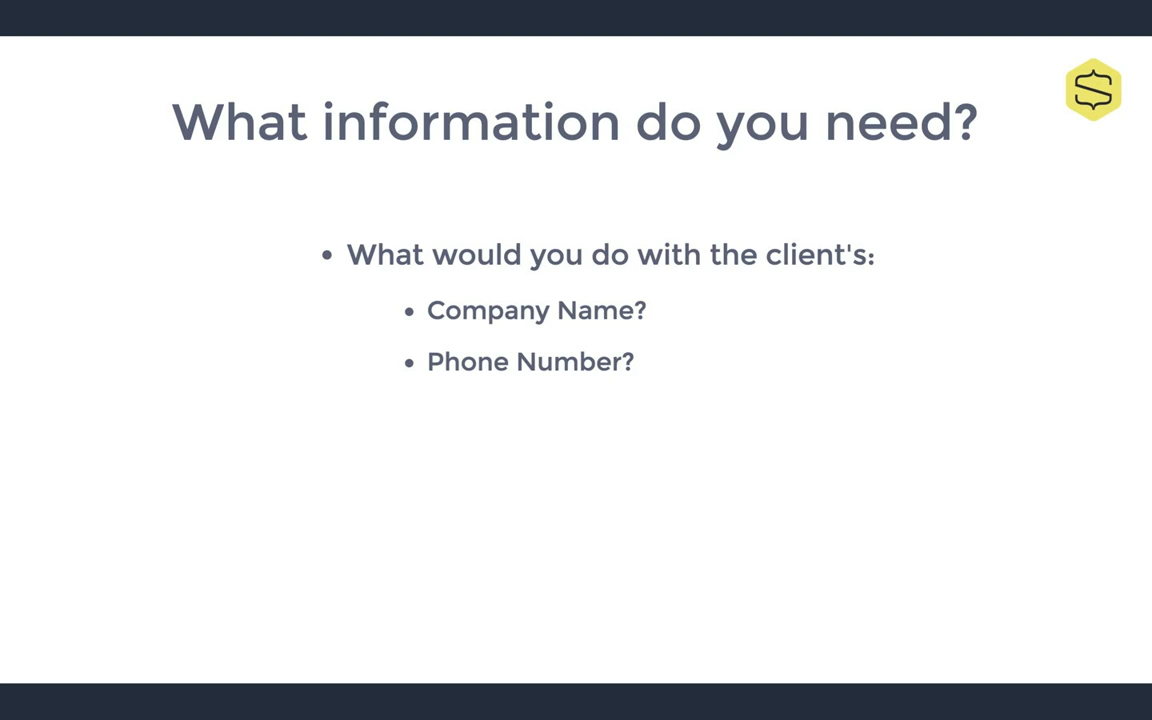 What information do you need?
• What would you do with the client's:
• Company Name?
• Phone Number?